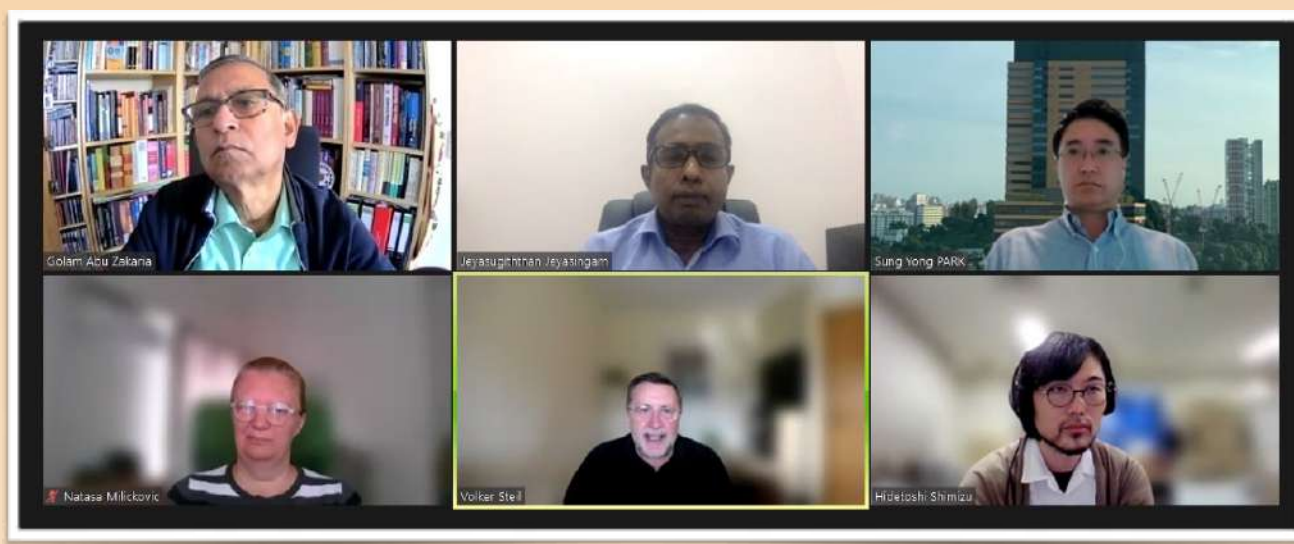 Golam Abu Zakaria
Jeyasugiththan Jeyasingam
Sung Yong PARK
Natasa Milickovic
Volker Steil
Hidetoshi Shimizu